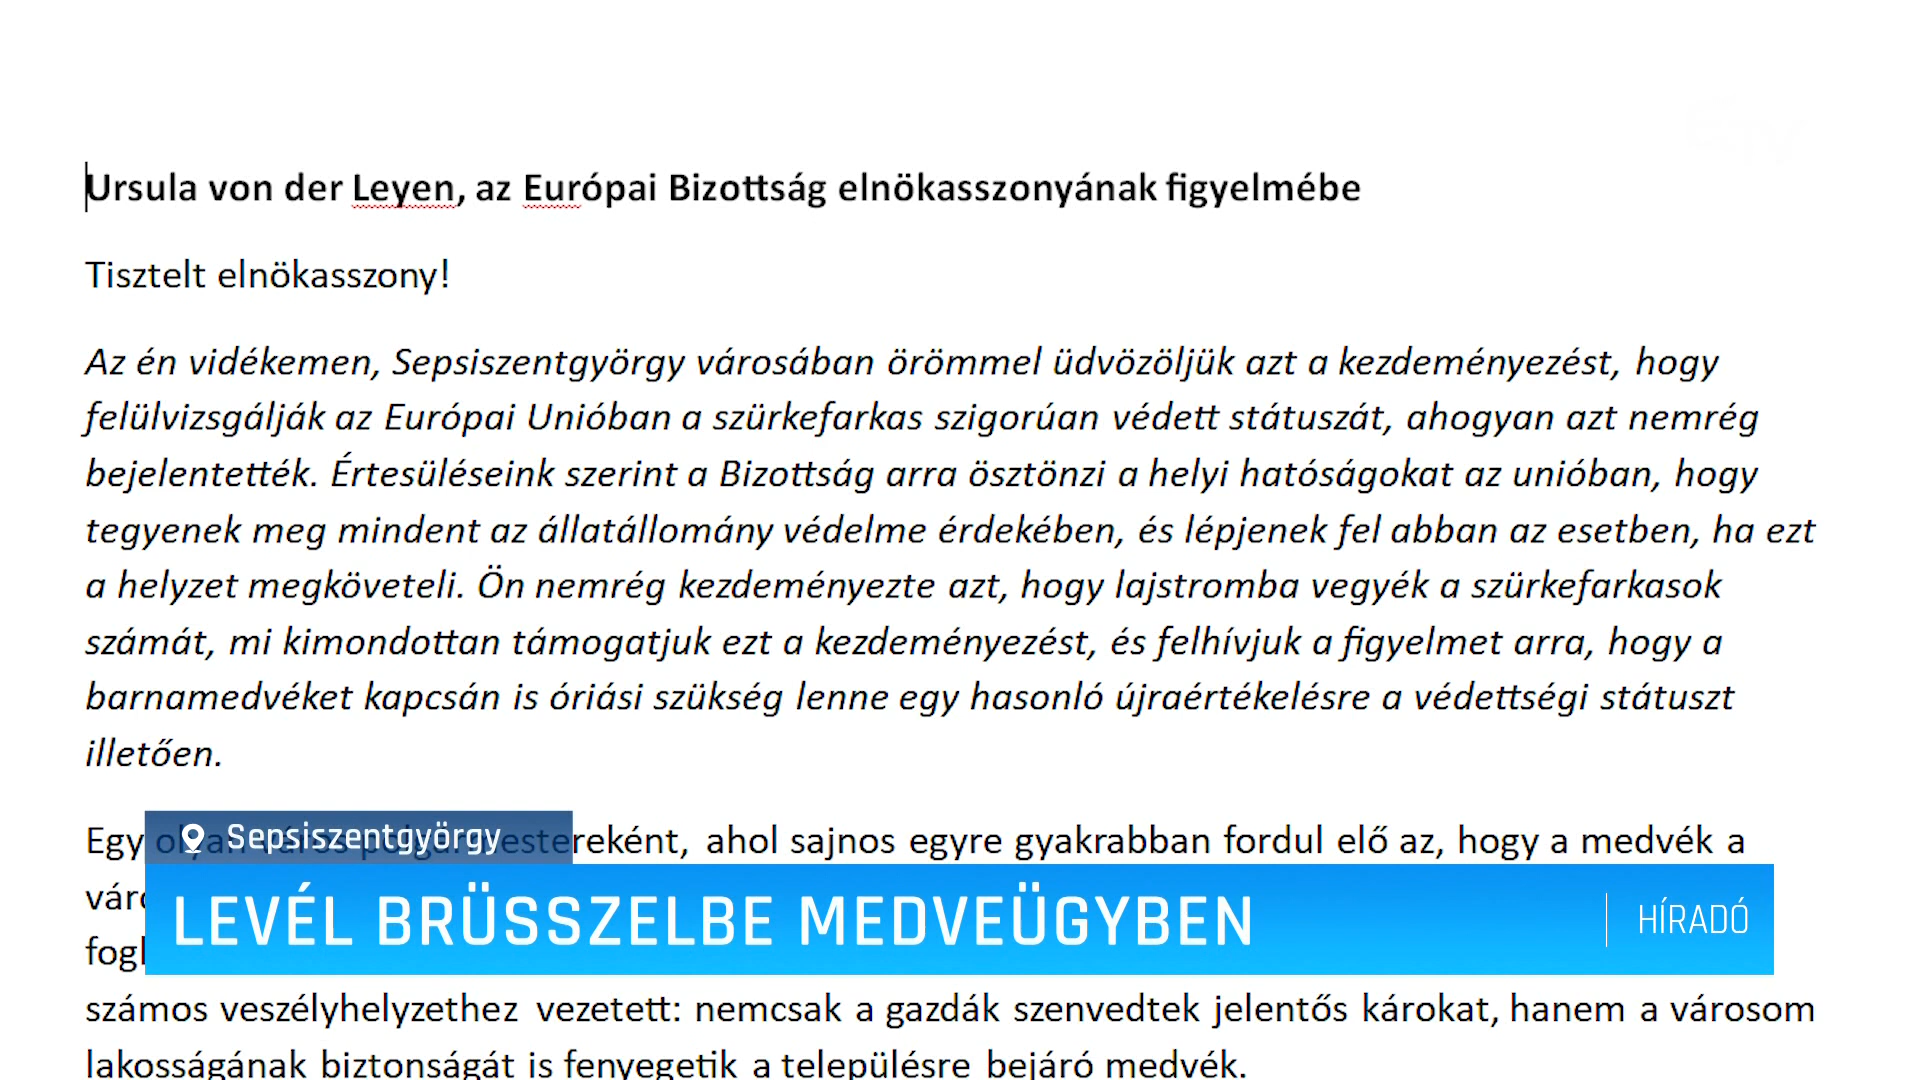 Ursula von der Leyen, az Európai Bizottság elnökasszonyának figyelmébe
Tisztelt elnökasszony!
Az én vidékemen, Sepsiszentgyörgy városában örömmel üdvözöljük azt a kezdeményezést, hogy
felülvizsgálják az Európai Unióban a szürkefarkas szigorúan védett státuszát, ahogyan azt nemrég
bejelentették. Értesüléseink szerint a Bizottság arra ösztönzi a helyi hatóságokat az unióban, hogy
tegyenek meg mindent az állatállomány védelme érdekében, és lépjenek fel abban az esetben, ha ezt
a helyzet megköveteli. Ön nemrég kezdeményezte azt, hogy lajstromba vegyék a szürkefarkasok
számát, mi kimondottan támogatjuk ezt a kezdeményezést, és felhívjuk a figyelmet arra, hogy a
barnamedvéket kapcsán is óriási szükség lenne egy hasonló újraértékelésre a védettségi státuszt
illetően.
Egy olyan város polgármestereként, ahol sajnos egyre gyakrabban fordul elő az, hogy a medvék a
Sepsiszentgyörgy
LEVÉL BRÜSSZELBE MEDVEÜGYBEN
HÍRADÓ
számos veszélyhelyzethez vezetett: nemcsak a gazdák szenvedtek jelentős károkat, hanem a városom
lakosságának biztonságát is fenyegetik a településre bejáró medvék.